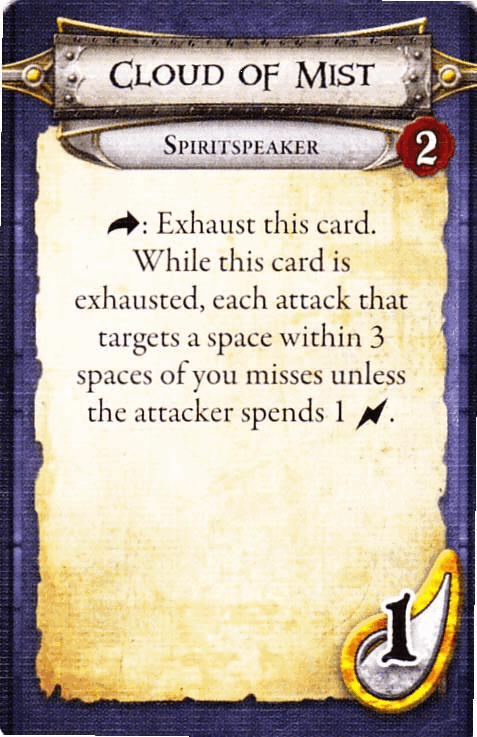 Cloud of Mist
Spiritspeaker
2
: Exhaust this card.
While this card is
exhausted, each attack that
targets a space within 3
spaces of you misses unless
the attacker spends 1 .
1